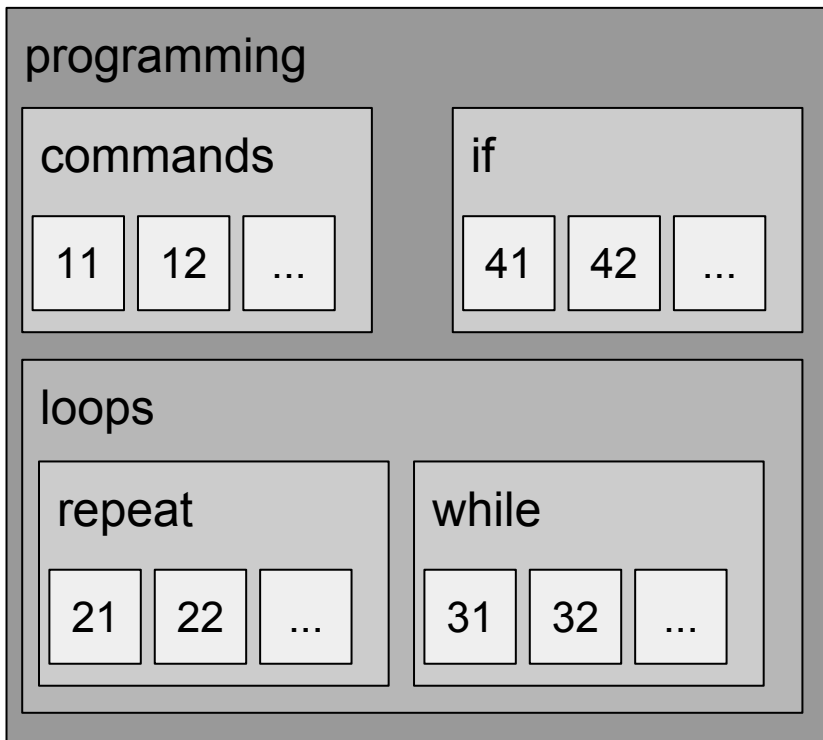 programming
commands
11 12 ...
if
41 42 ...
loops
repeat
21 22 ...
while
31 32 ...